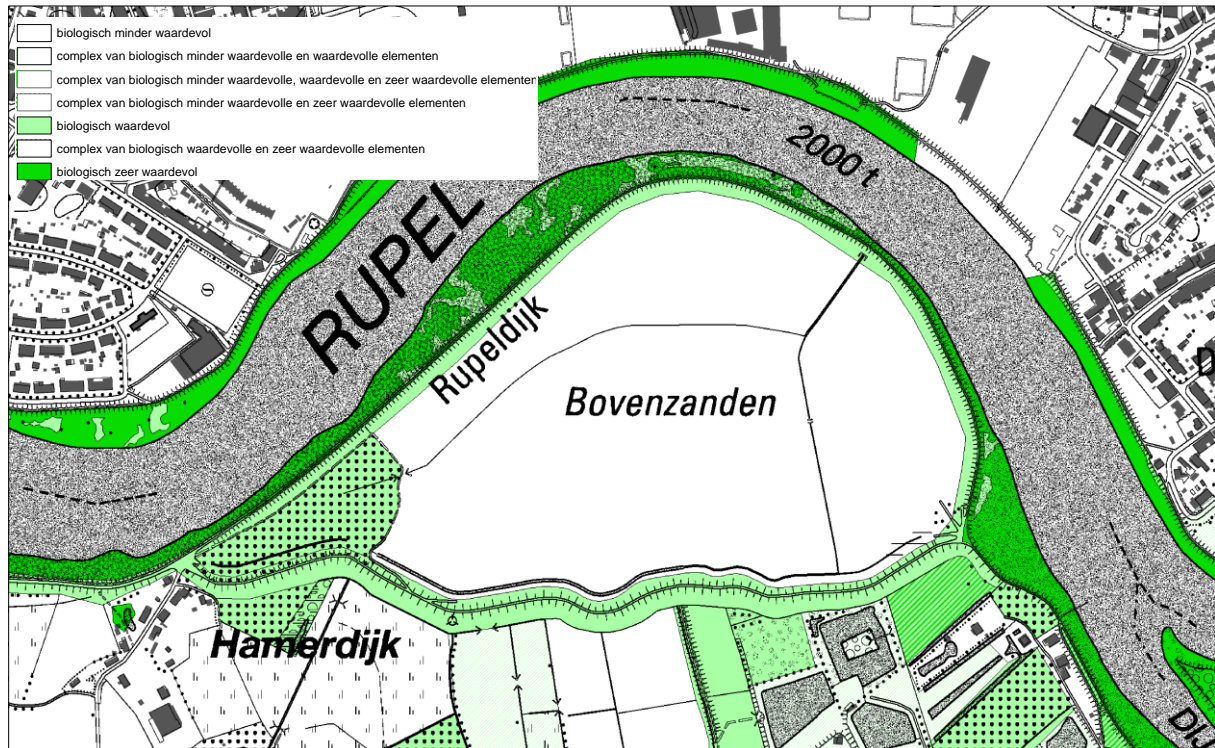 biologisch minder waardevol
complex van biologisch minder waardevolle en waardevolle elementen
complex van biologisch minder waardevolle, waardevolle en zeer waardevolle elementen
complex van biologisch minder waardevolle en zeer waardevolle elementen
biologisch waardevol
complex van biologisch waardevolle en zeer waardevolle elementen
biologisch zeer waardevol
2000 t
RUPEL
Rupeldijk
Bovenzanden
D
Hamerdijk
DIJ